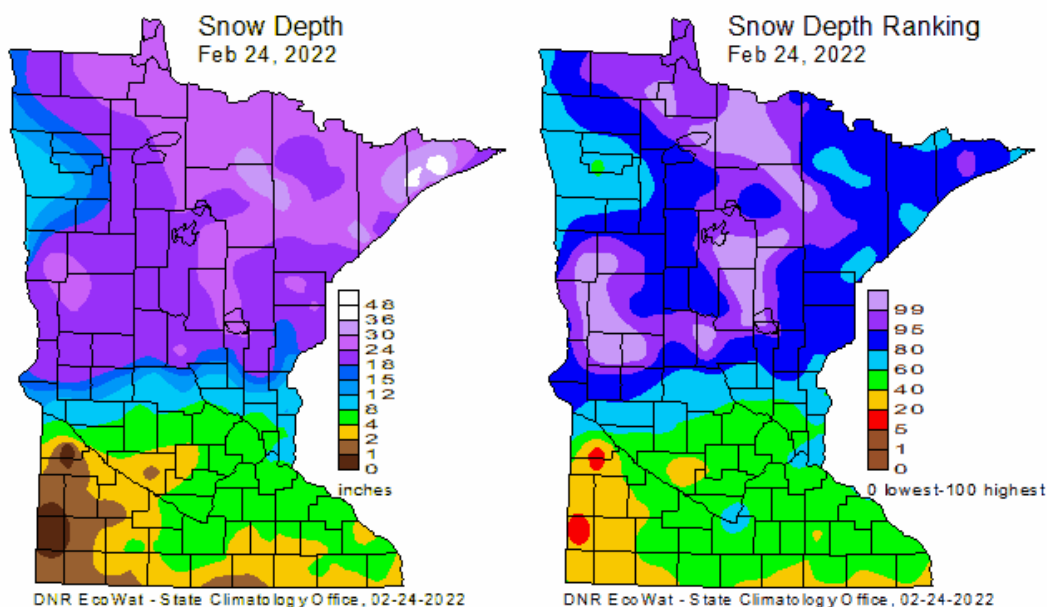 Snow Depth
Feb 24, 2022
48
36
30
24
18
15
12
8
4
2
1
0
inches
DNR EcoWat - State Climatology Office, 02-24-2022
Snow Depth Ranking
Feb 24, 2022
99
95
80
60
40
20
5
1
0
0 lowest-100 highest
DNR EcoWat - State Climatology Office, 02-24-2022